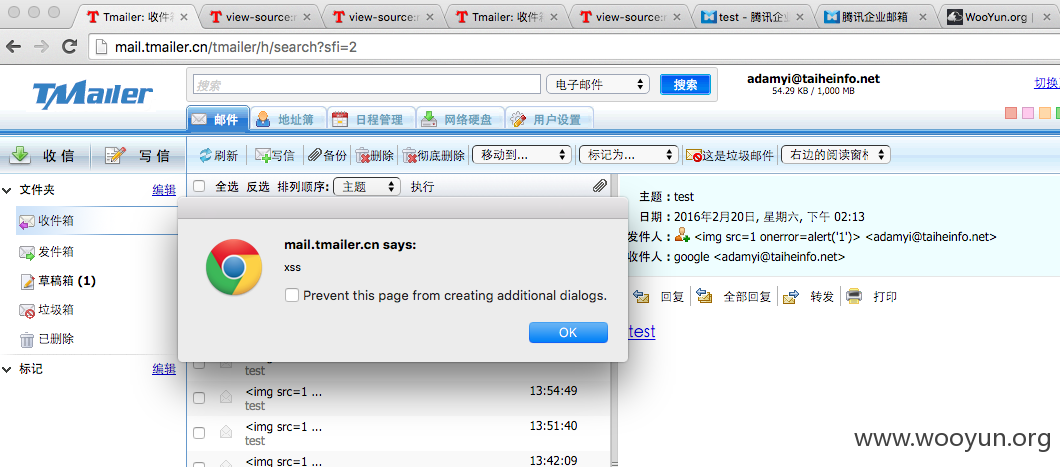 Tmailer: 收件箱
view-source:r
view-source:r
Tmailer: 收件箱
view-source:r
test - 腾讯企业
腾讯企业邮箱
WooYun.org |
mail.tmailer.cn/tmailer/h/search?sfi=2
TMailer
搜索
电子邮件
搜索
adamyi@taiheinfo.net
54.29 KB / 1,000 MB
切换
邮件
地址簿
日程管理
网络硬盘
用户设置
收 信
写 信
刷新
写信
备份
删除
彻底删除
移动到...
标记为...
这是垃圾邮件
右边的阅读窗格
文件夹
编辑
收件箱
发件箱
草稿箱 (1)
垃圾箱
已删除
标记
编辑
全选 反选 排列顺序: 主题 执行
mail.tmailer.cn says:
xss
Prevent this page from creating additional dialogs.
OK
test
<img src=1 ...
13:54:49
test
<img src=1 ...
13:51:40
test
<img src=1 ...
13:42:09
主题 : test
日期 : 2016年2月20日, 星期六, 下午 02:13
发件人 : <img src=1 onerror=alert('1')> <adamyi@taiheinfo.net>
收件人 : google <adamyi@taiheinfo.net>
回复
全部回复
转发
打印
test
www.wooyun.org